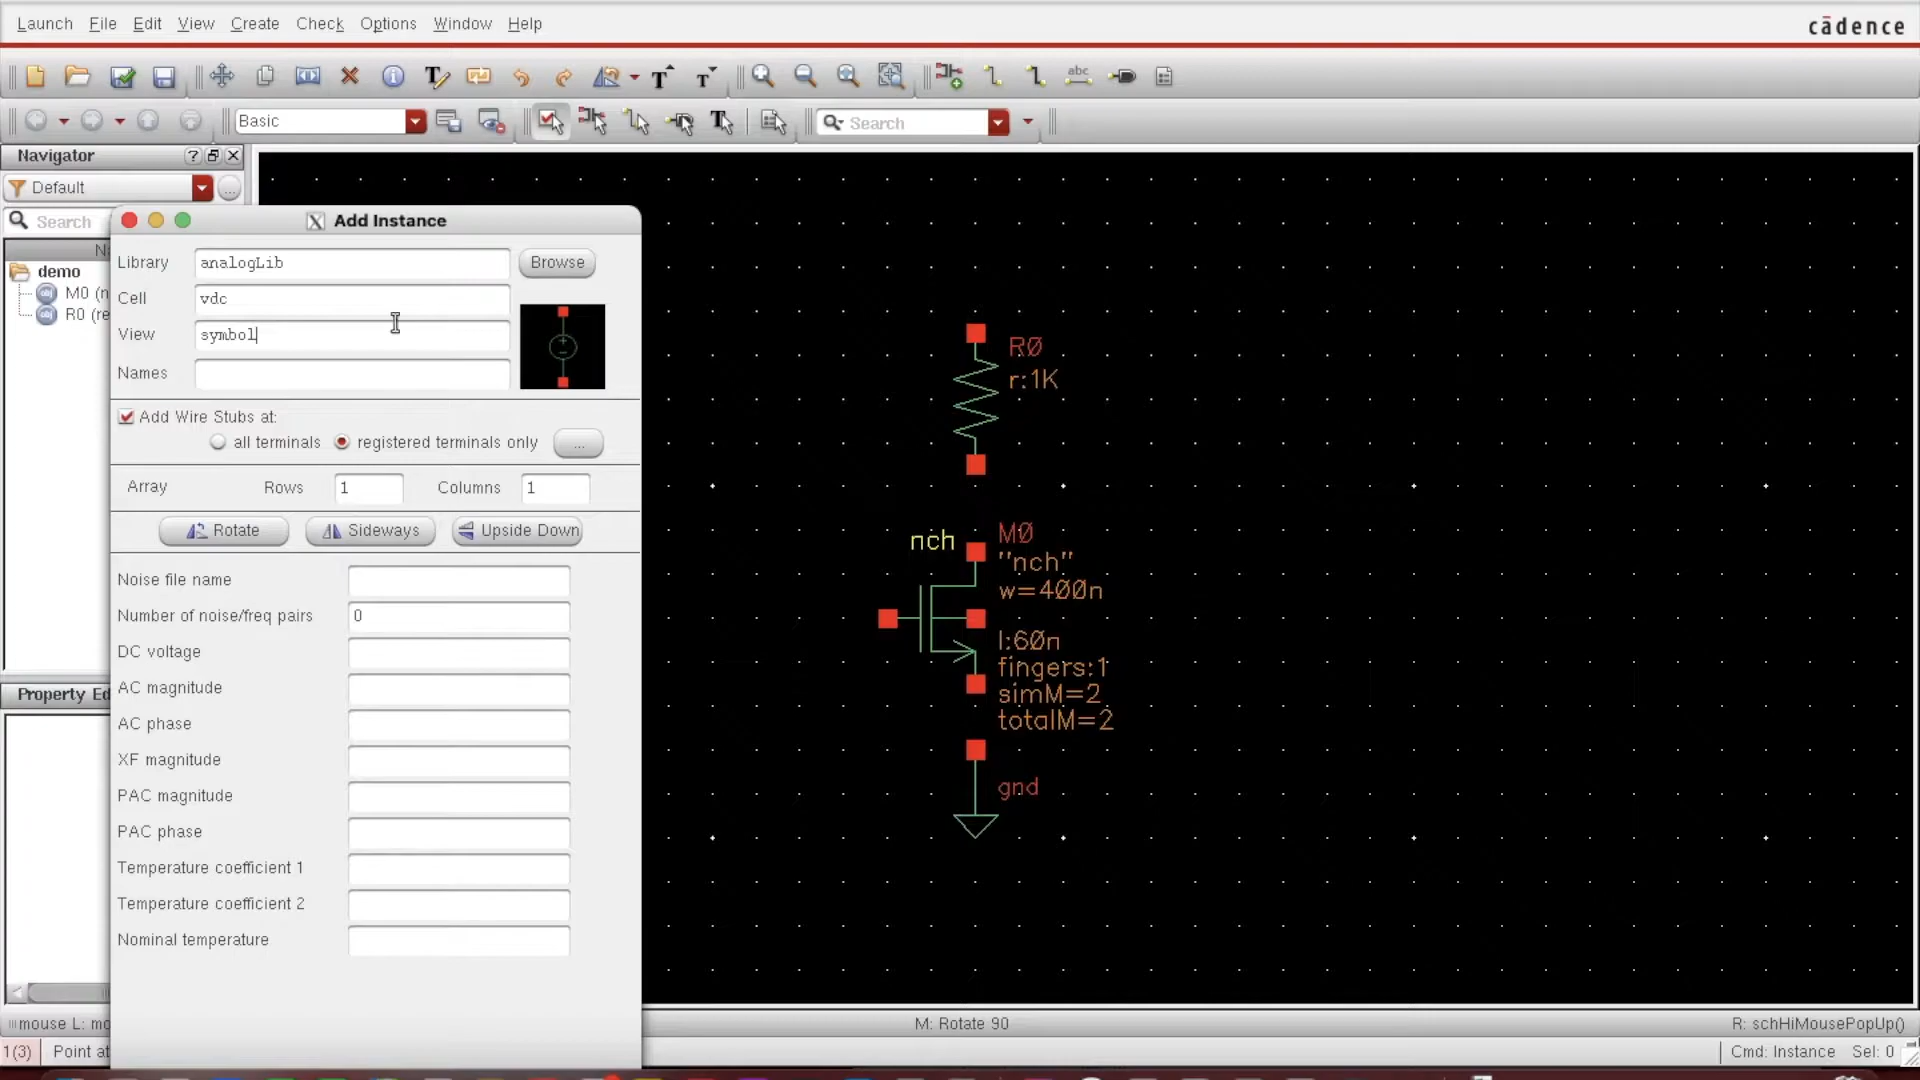 Launch File Edit View Create Check Options Window Help
cādence
Basic
Search
Navigator
Default
Search
demo
M0 (n
R0 (re
Property Ed
Add Instance
Library analogLib Browse
Cell vdc
View symbol
Names
Add Wire Stubs at:
all terminals registered terminals only ...
Array Rows 1 Columns 1
Rotate Sideways Upside Down
Noise file name
Number of noise/freq pairs 0
DC voltage
AC magnitude
AC phase
XF magnitude
PAC magnitude
PAC phase
Temperature coefficient 1
Temperature coefficient 2
Nominal temperature
R0
r:1K
nch
M0
"nch"
w=400n
l:60n
fingers:1
simM=2
totalM=2
gnd
mouse L: mo
M: Rotate 90
R: schHiMousePopUp()
1(3) Point at
Cmd: Instance Sel: 0